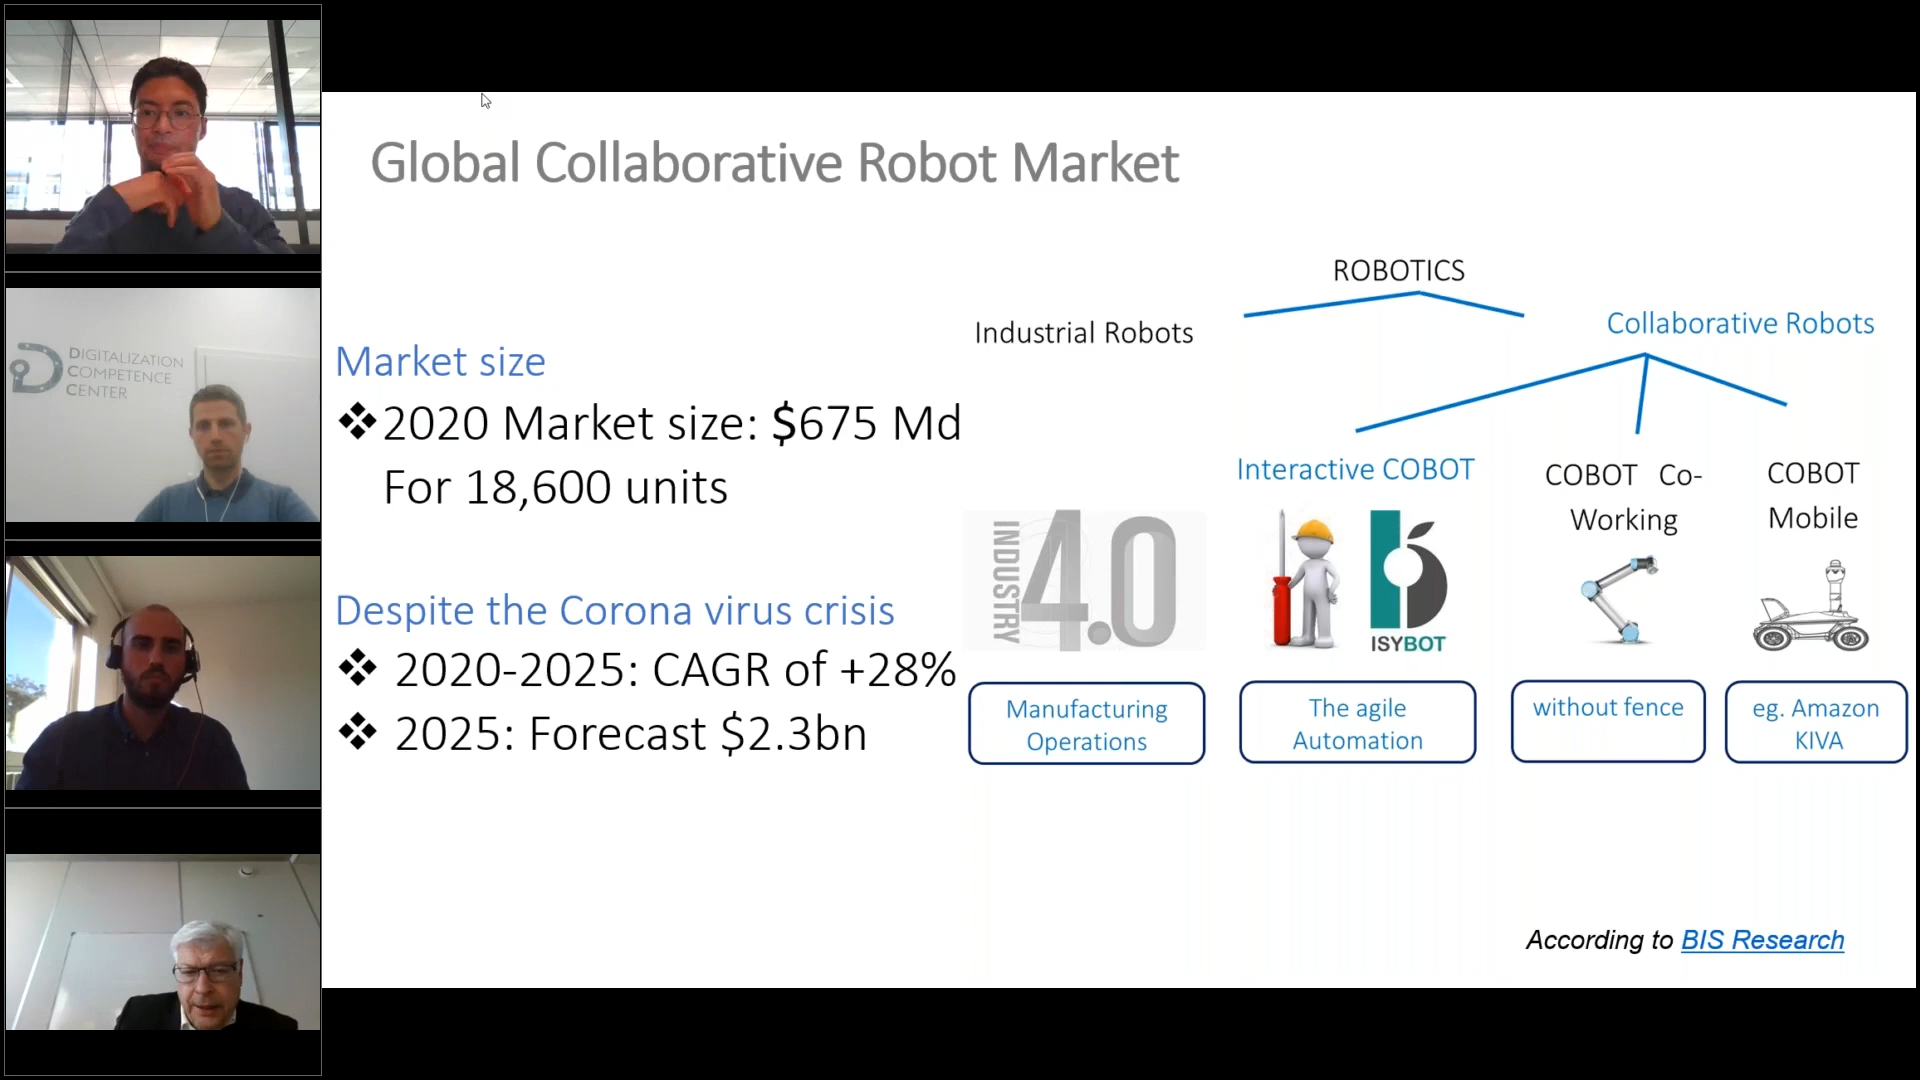 DIGITALIZATION
COMPETENCE
CENTER
Global Collaborative Robot Market
Market size
❖2020 Market size: $675 Md
For 18,600 units
Despite the Corona virus crisis
❖ 2020-2025: CAGR of +28%
❖ 2025: Forecast $2.3bn
ROBOTICS
Industrial Robots
Collaborative Robots
Interactive COBOT
COBOT Co-
Working
COBOT
Mobile
INDUSTRY
4.0
ISYBOT
Manufacturing
Operations
The agile
Automation
without fence
eg. Amazon
KIVA
According to BIS Research